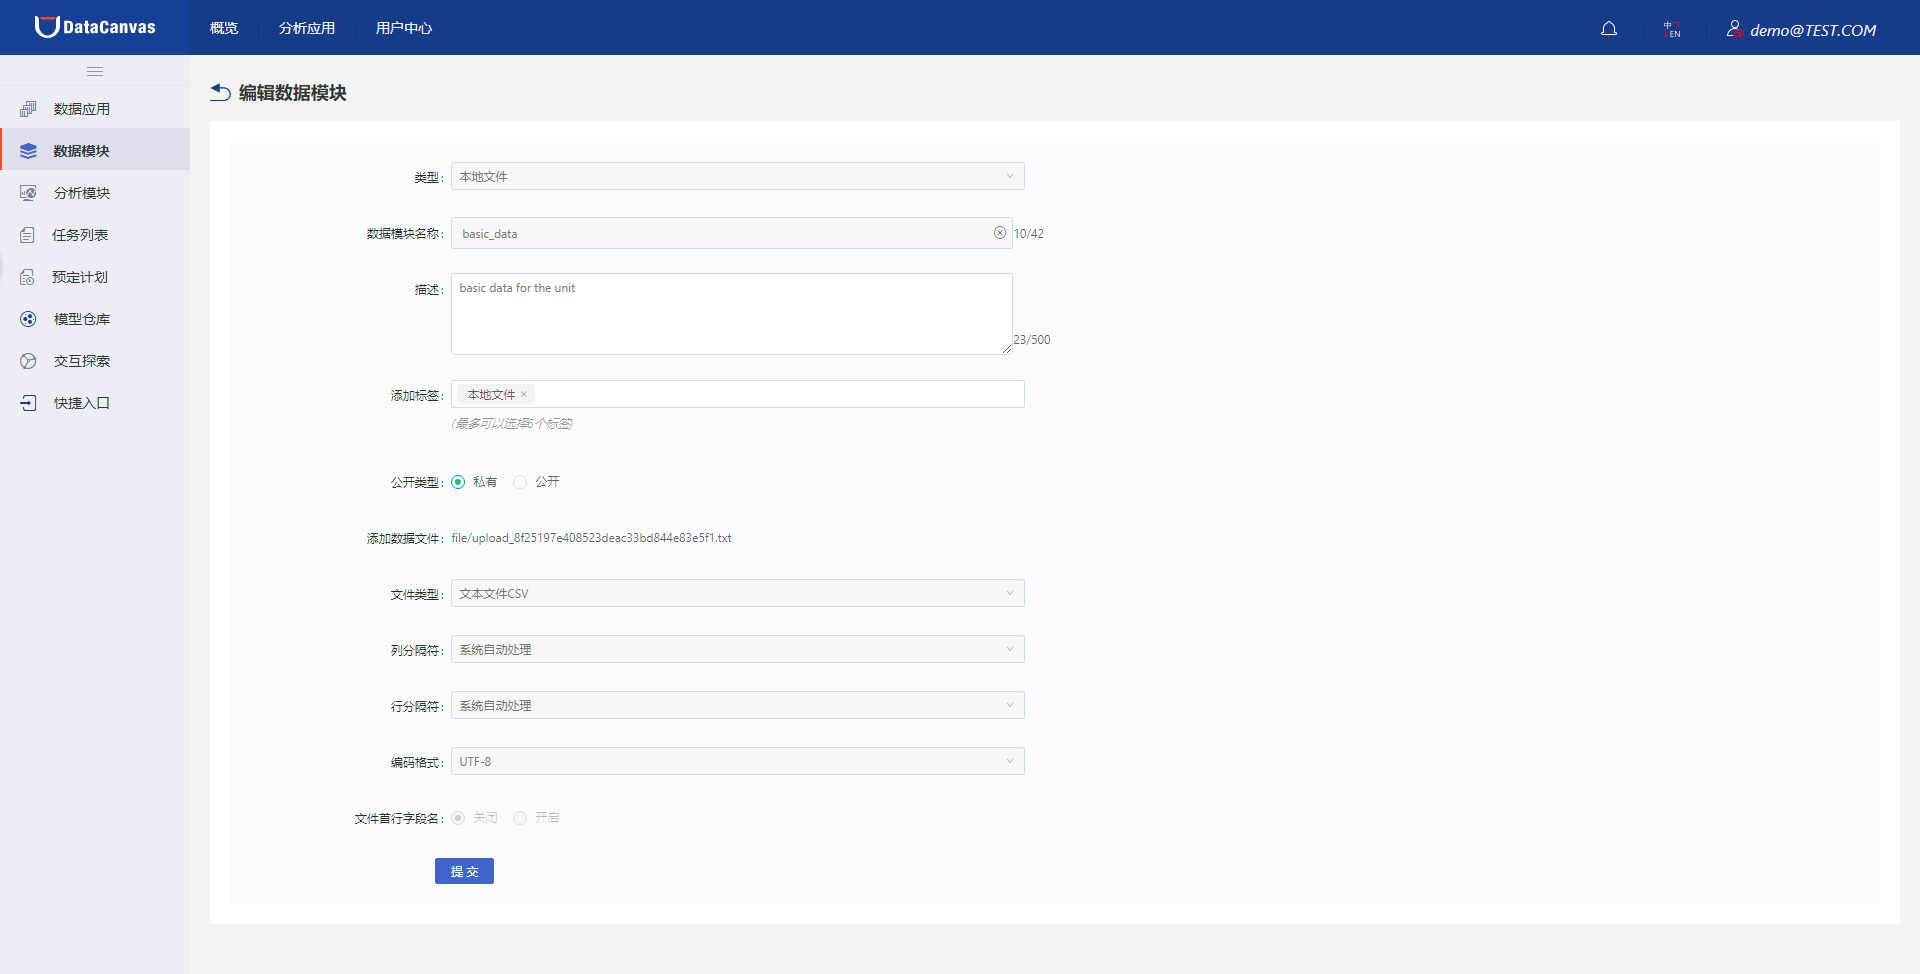 DataCanvas 概览 分析应用 用户中心 中 EN demo@TEST.COM
数据应用
数据模块
分析模块
任务列表
预定计划
模型仓库
交互探索
快捷入口
编辑数据模块
类型： 本地文件
数据模块名称： basic_data 10/42
描述： basic data for the unit
23/500
添加标签： 本地文件 ×
(最多可以选择6个标签)
公开类型： 私有 公开
添加数据文件： file/upload_8f25197e408523deac33bd844e83e5f1.txt
文件类型： 文本文件CSV
列分隔符： 系统自动处理
行分隔符： 系统自动处理
编码格式： UTF-8
文件首行字段名： 关闭 开启
提 交